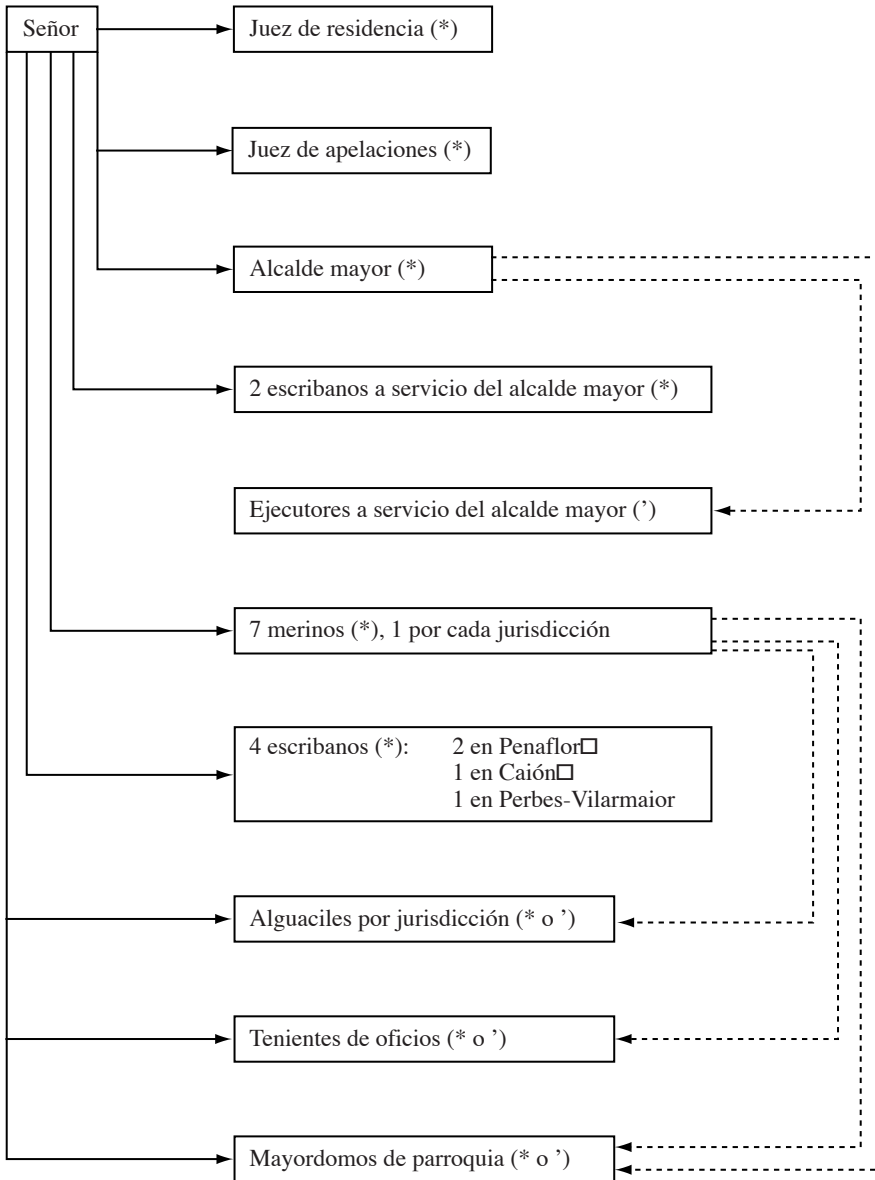 Señor
Juez de residencia (*)
Juez de apelaciones (*)
Alcalde mayor (*)
2 escribanos a servicio del alcalde mayor (*)
Ejecutores a servicio del alcalde mayor (’)
7 merinos (*), 1 por cada jurisdicción
4 escribanos (*): 2 en Penaflor□
1 en Caión□
1 en Perbes-Vilarmaior
Alguaciles por jurisdicción (* o ’)
Tenientes de oficios (* o ’)
Mayordomos de parroquia (* o ’)